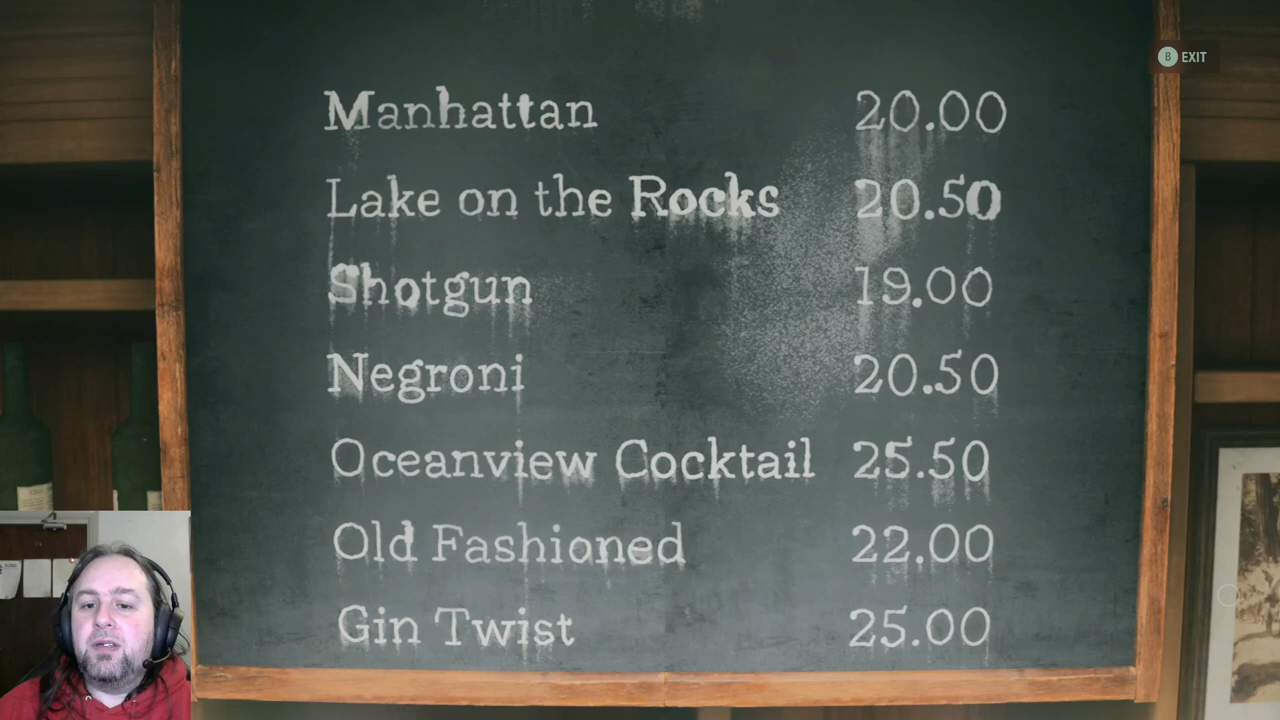 B EXIT
Manhattan 20.00
Lake on the Rocks 20.50
Shotgun 19.00
Negroni 20.50
Oceanview Cocktail 25.50
Old Fashioned 22.00
Gin Twist 25.00